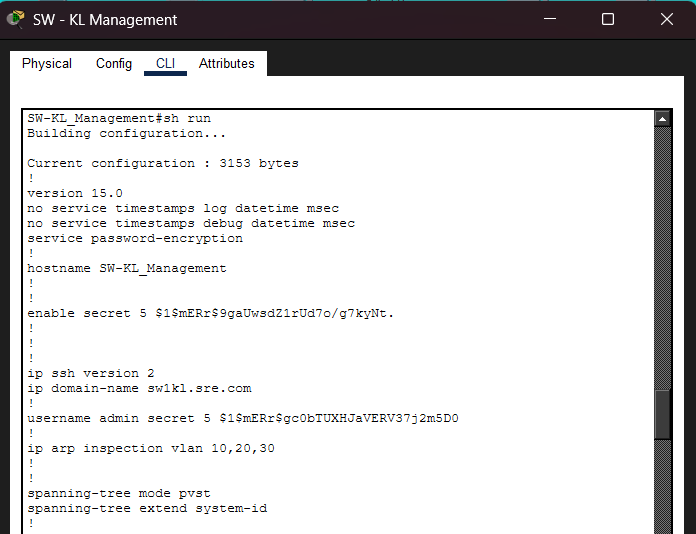 SW - KL Management
Physical Config CLI Attributes
SW-KL_Management#sh run
Building configuration...
Current configuration : 3153 bytes
!
version 15.0
no service timestamps log datetime msec
no service timestamps debug datetime msec
service password-encryption
!
hostname SW-KL_Management
!
!
enable secret 5 $1$mERr$9gaUwsdZ1rUd7o/g7kyNt.
!
!
!
ip ssh version 2
ip domain-name sw1kl.sre.com
!
username admin secret 5 $1$mERr$gc0bTUXHJaVERV37j2m5D0
!
ip arp inspection vlan 10,20,30
!
!
spanning-tree mode pvst
spanning-tree extend system-id
!